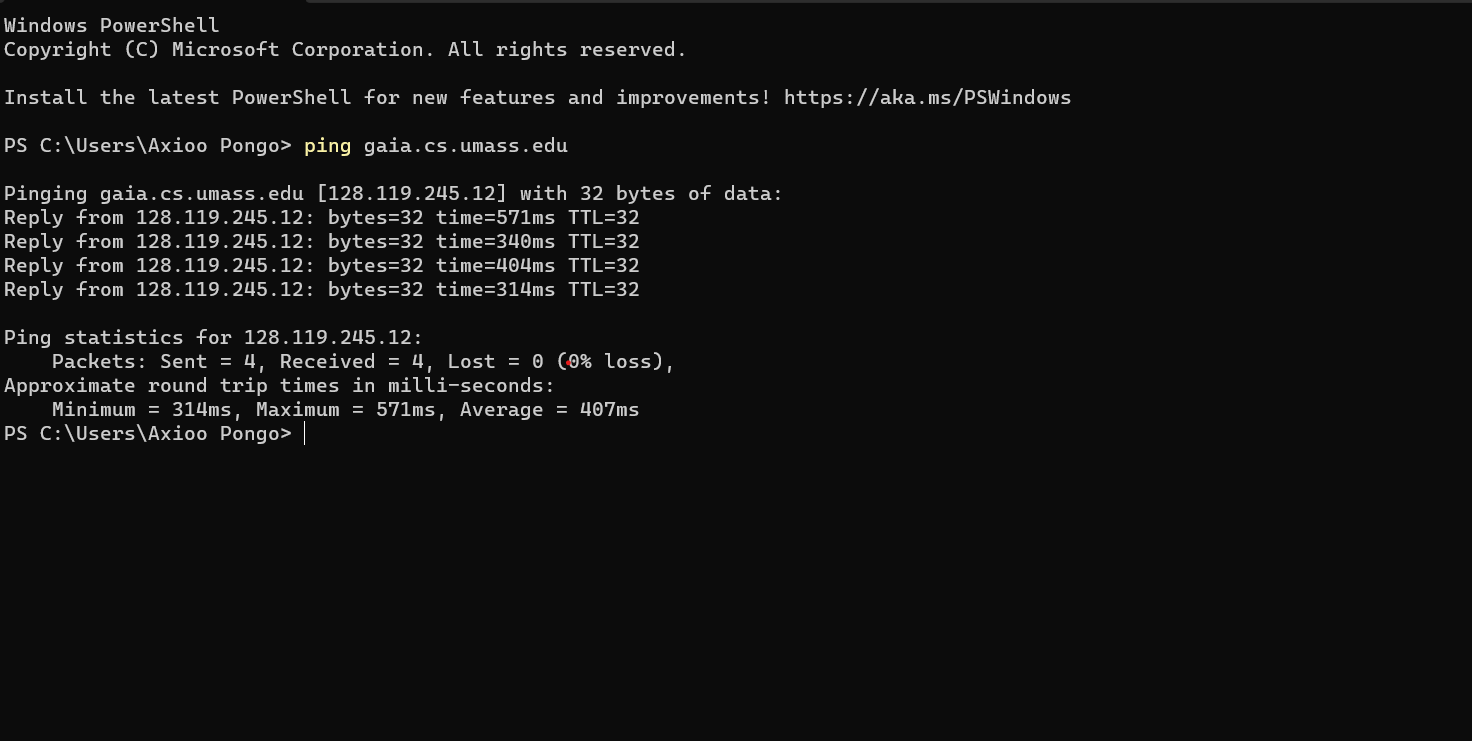 Windows PowerShell
Copyright (C) Microsoft Corporation. All rights reserved.
Install the latest PowerShell for new features and improvements! https://aka.ms/PSWindows
PS C:\Users\Axioo Pongo> ping gaia.cs.umass.edu
Pinging gaia.cs.umass.edu [128.119.245.12] with 32 bytes of data:
Reply from 128.119.245.12: bytes=32 time=571ms TTL=32
Reply from 128.119.245.12: bytes=32 time=340ms TTL=32
Reply from 128.119.245.12: bytes=32 time=404ms TTL=32
Reply from 128.119.245.12: bytes=32 time=314ms TTL=32
Ping statistics for 128.119.245.12:
    Packets: Sent = 4, Received = 4, Lost = 0 (0% loss),
Approximate round trip times in milli-seconds:
    Minimum = 314ms, Maximum = 571ms, Average = 407ms
PS C:\Users\Axioo Pongo>